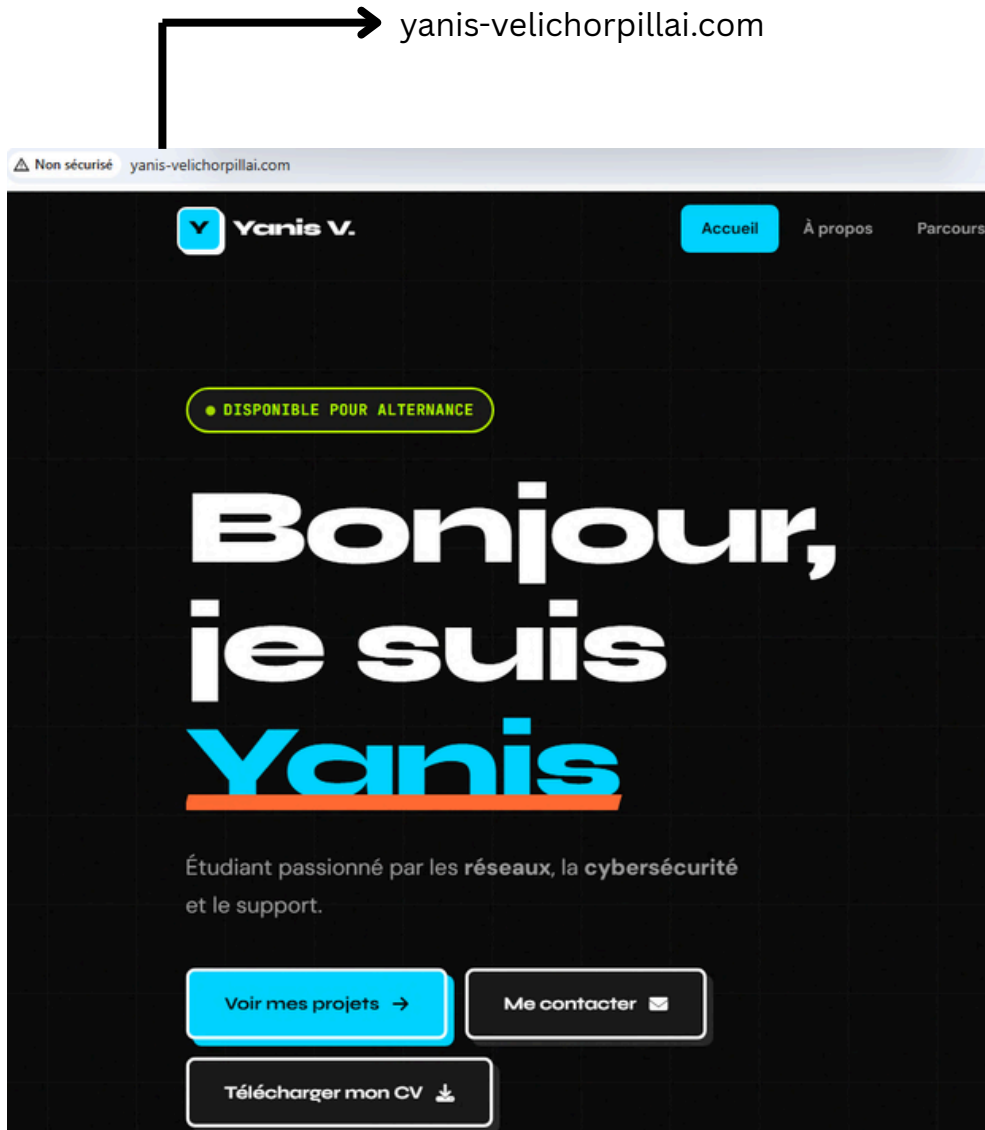 yanis-velichorpillai.com
Non sécurisé yanis-velichorpillai.com
Y Yanis V. Accueil À propos Parcours
DISPONIBLE POUR ALTERNANCE
Bonjour,
je suis
Yanis
Étudiant passionné par les réseaux, la cybersécurité
et le support.
Voir mes projets → Me contacter
Télécharger mon CV